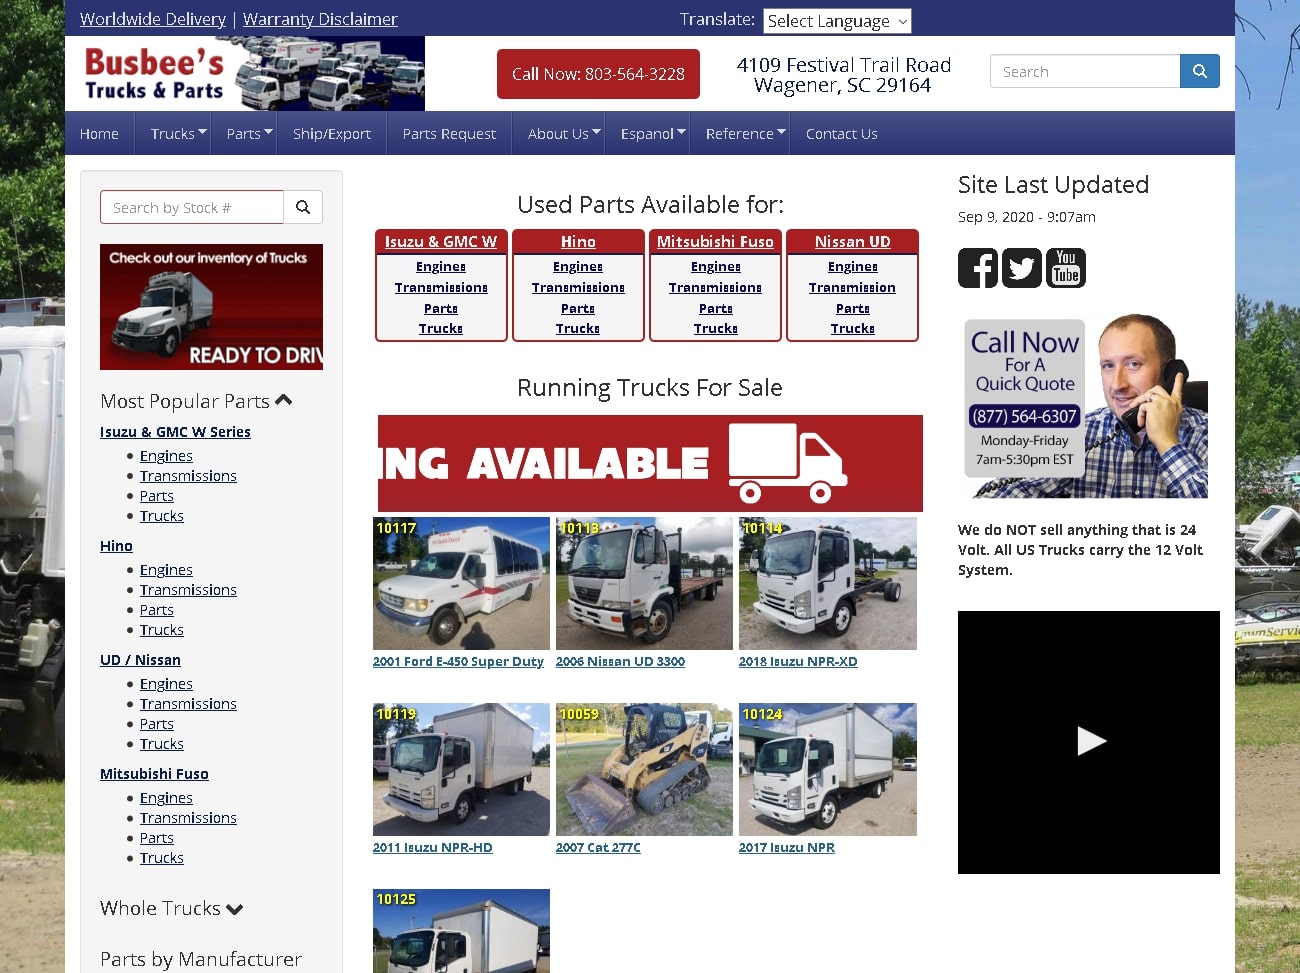 Worldwide Delivery | Warranty Disclaimer
Translate: Select Language
Busbee's
Trucks & Parts
Call Now: 803-564-3228
4109 Festival Trail Road
Wagener, SC 29164
Search
Home Trucks Parts Ship/Export Parts Request About Us Espanol Reference Contact Us
Search by Stock #
Check out our inventory of Trucks
READY TO DRIV
Most Popular Parts
Isuzu & GMC W Series
Engines
Transmissions
Parts
Trucks
Hino
Engines
Transmissions
Parts
Trucks
UD / Nissan
Engines
Transmissions
Parts
Trucks
Mitsubishi Fuso
Engines
Transmissions
Parts
Trucks
Whole Trucks
Parts by Manufacturer
Used Parts Available for:
Isuzu & GMC W
Engines
Transmissions
Parts
Trucks
Hino
Engines
Transmissions
Parts
Trucks
Mitsubishi Fuso
Engines
Transmissions
Parts
Trucks
Nissan UD
Engines
Transmission
Parts
Trucks
Running Trucks For Sale
NG AVAILABLE
10117
2001 Ford E-450 Super Duty
10113
2006 Nissan UD 3300
10114
2018 Isuzu NPR-XD
10119
2011 Isuzu NPR-HD
10059
2007 Cat 277C
10124
2017 Isuzu NPR
10125
Site Last Updated
Sep 9, 2020 - 9:07am
You
Tube
Call Now
For A
Quick Quote
(877) 564-6307
Monday-Friday
7am-5:30pm EST
We do NOT sell anything that is 24
Volt. All US Trucks carry the 12 Volt
System.
LawnService